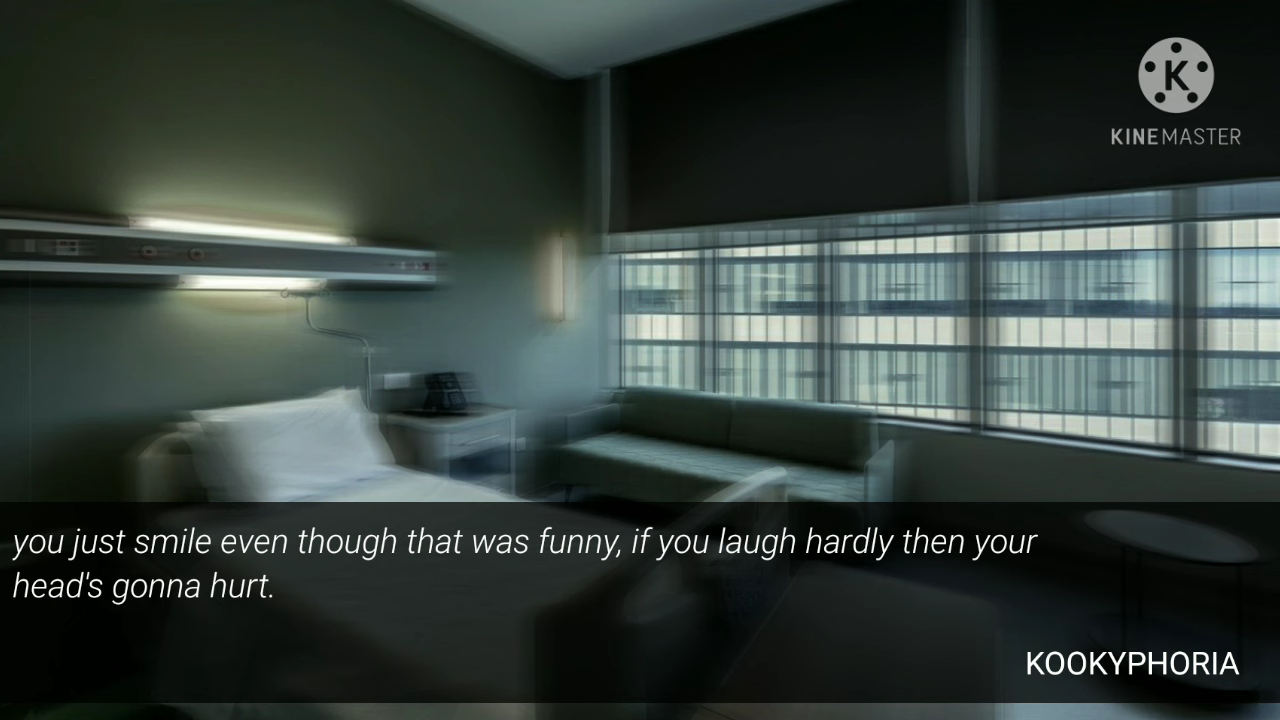 K
KINEMASTER
you just smile even though that was funny, if you laugh hardly then your
head's gonna hurt.
KOOKYPHORIA